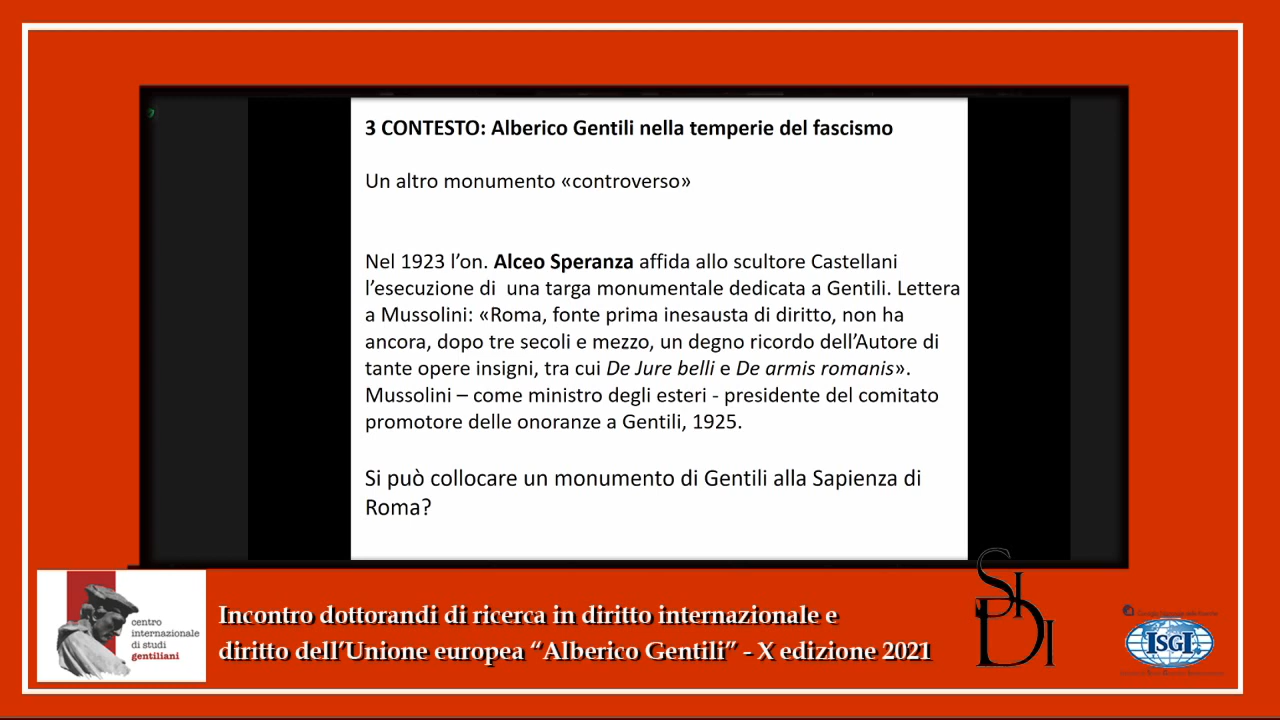 3 CONTESTO: Alberico Gentili nella temperie del fascismo
Un altro monumento «controverso»
Nel 1923 l’on. Alceo Speranza affida allo scultore Castellani
l’esecuzione di una targa monumentale dedicata a Gentili. Lettera
a Mussolini: «Roma, fonte prima inesausta di diritto, non ha
ancora, dopo tre secoli e mezzo, un degno ricordo dell’Autore di
tante opere insigni, tra cui De Jure belli e De armis romanis».
Mussolini – come ministro degli esteri - presidente del comitato
promotore delle onoranze a Gentili, 1925.
Si può collocare un monumento di Gentili alla Sapienza di
Roma?
centro
internazionale
di studi
gentiliani
Incontro dottorandi di ricerca in diritto internazionale e
diritto dell’Unione europea “Alberico Gentili” - X edizione 2021
SIDI
ISGI